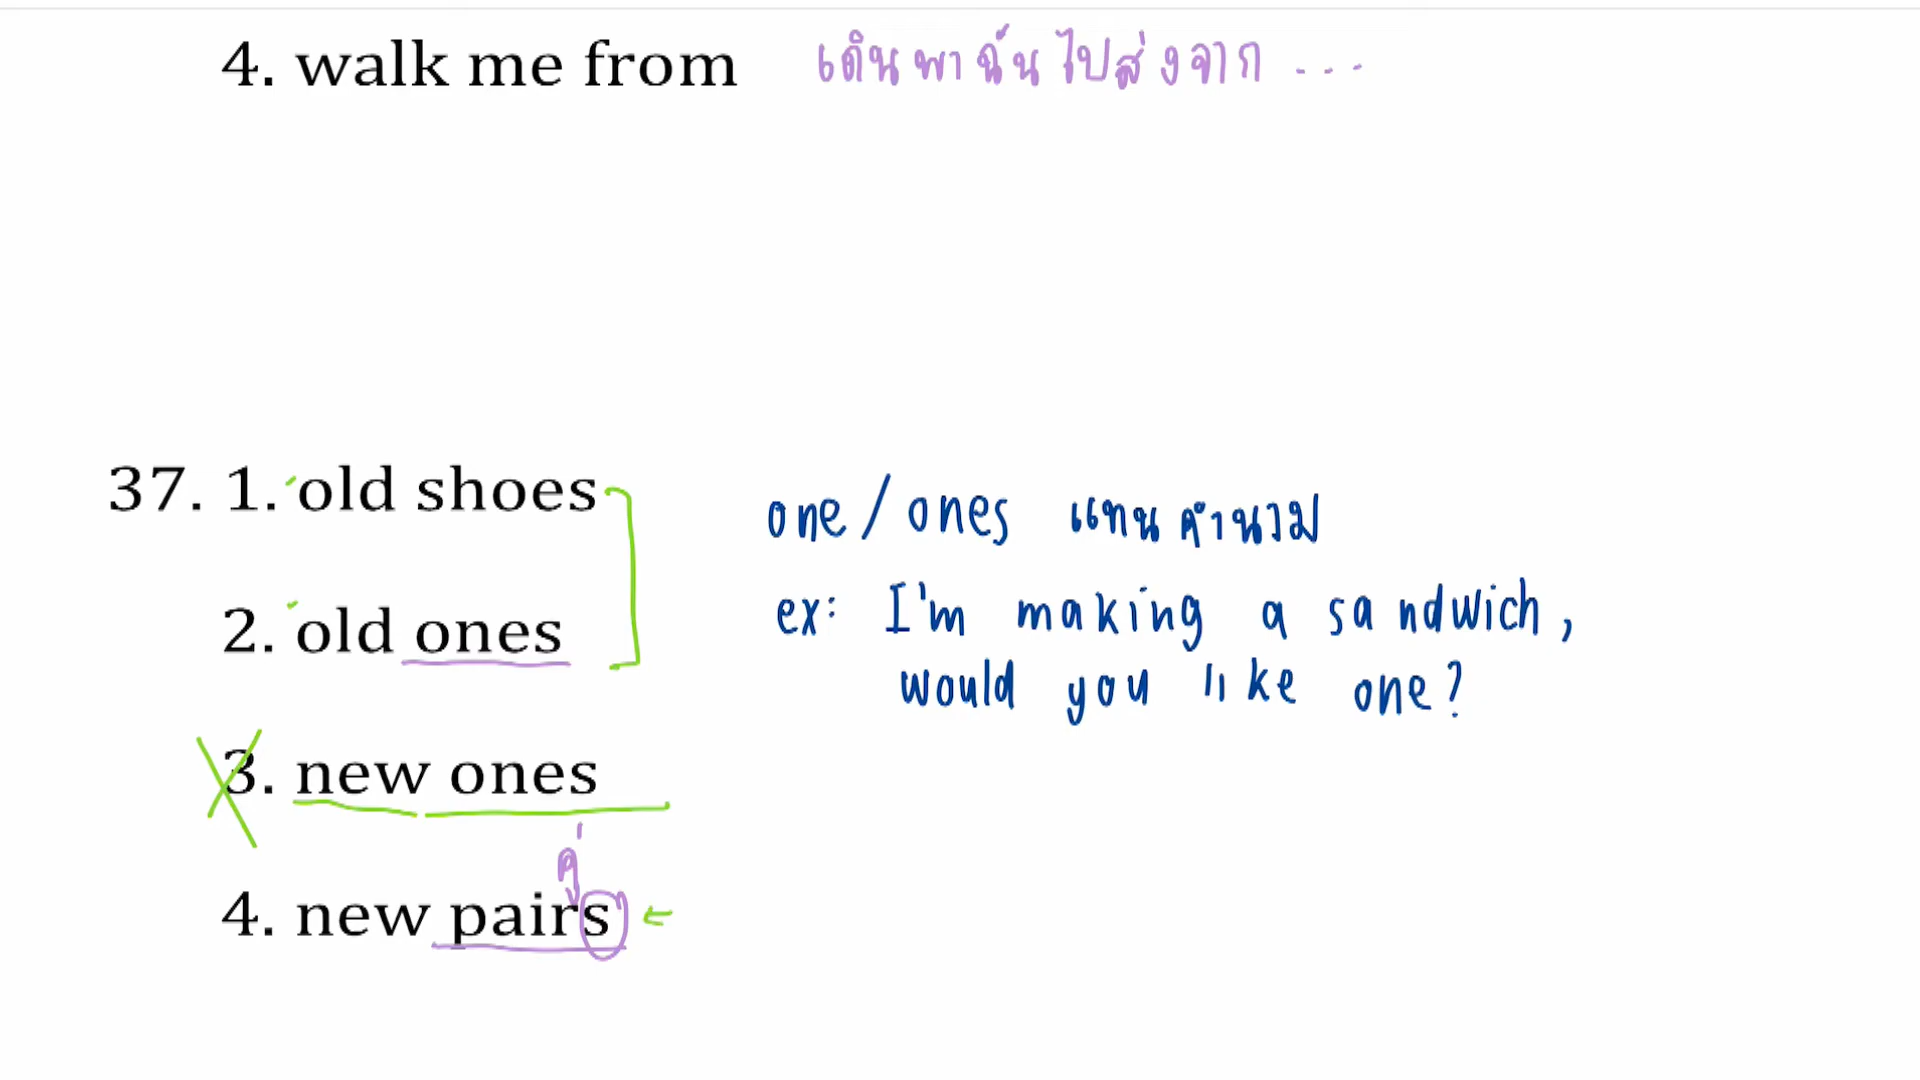 4. walk me from เดินพาฉันไปส่งจาก ...
37. 1. old shoes
2. old ones
3. new ones
คู่
4. new pairs
one / ones แทนคำนวม
ex: I'm making a sandwich,
would you like one?